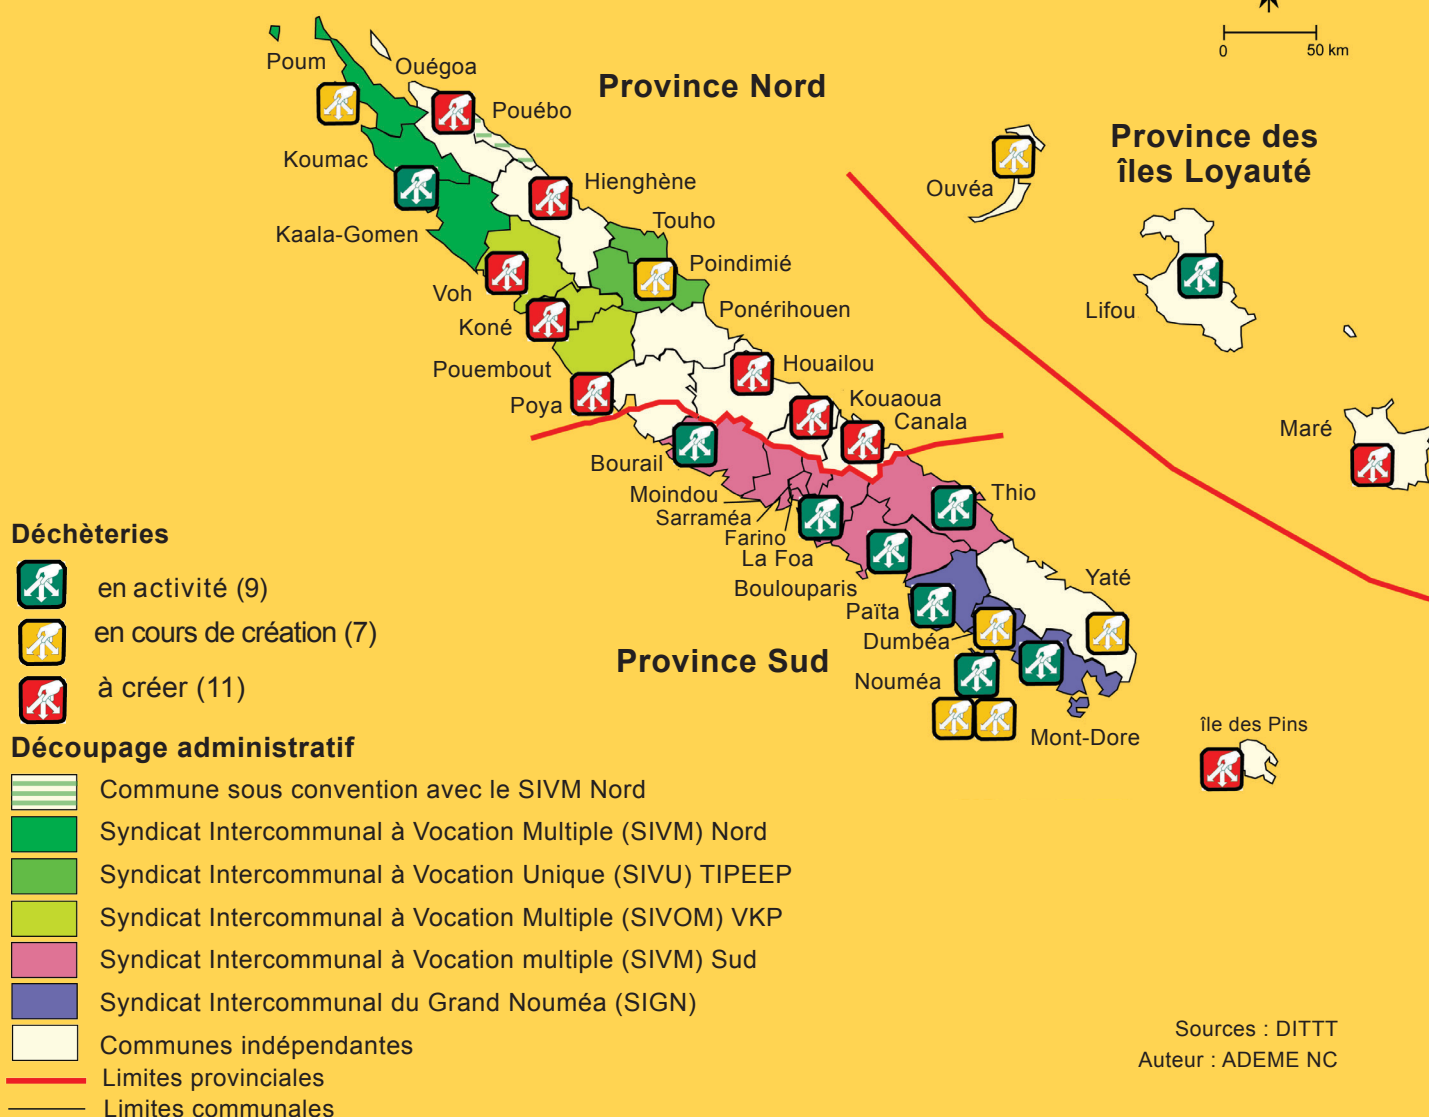 0 50 km
Poum
Ouégoa
Province Nord
Pouébo
Province des
îles Loyauté
Koumac
Hienghène
Ouvéa
Touho
Kaala-Gomen
Poindimié
Voh
Ponérihouen
Lifou
Koné
Pouembout
Houailou
Poya
Kouaoua
Canala
Maré
Bourail
Moindou
Thio
Sarraméa
Farino
La Foa
Boulouparis
Yaté
Païta
Dumbéa
Province Sud
Nouméa
Mont-Dore
île des Pins
Déchèteries
en activité (9)
en cours de création (7)
à créer (11)
Découpage administratif
Commune sous convention avec le SIVM Nord
Syndicat Intercommunal à Vocation Multiple (SIVM) Nord
Syndicat Intercommunal à Vocation Unique (SIVU) TIPEEP
Syndicat Intercommunal à Vocation Multiple (SIVOM) VKP
Syndicat Intercommunal à Vocation multiple (SIVM) Sud
Syndicat Intercommunal du Grand Nouméa (SIGN)
Communes indépendantes
Limites provinciales
Limites communales
Sources : DITTT
Auteur : ADEME NC